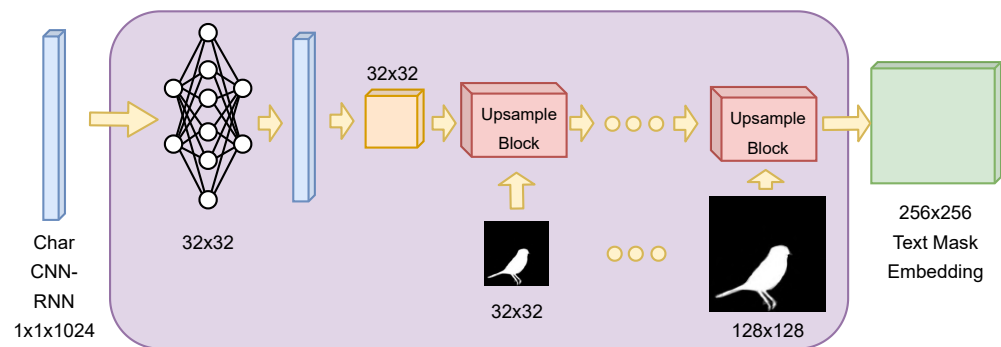 Char
CNN-
RNN
1x1x1024
32x32
32x32
Upsample
Block
32x32
Upsample
Block
128x128
256x256
Text Mask
Embedding